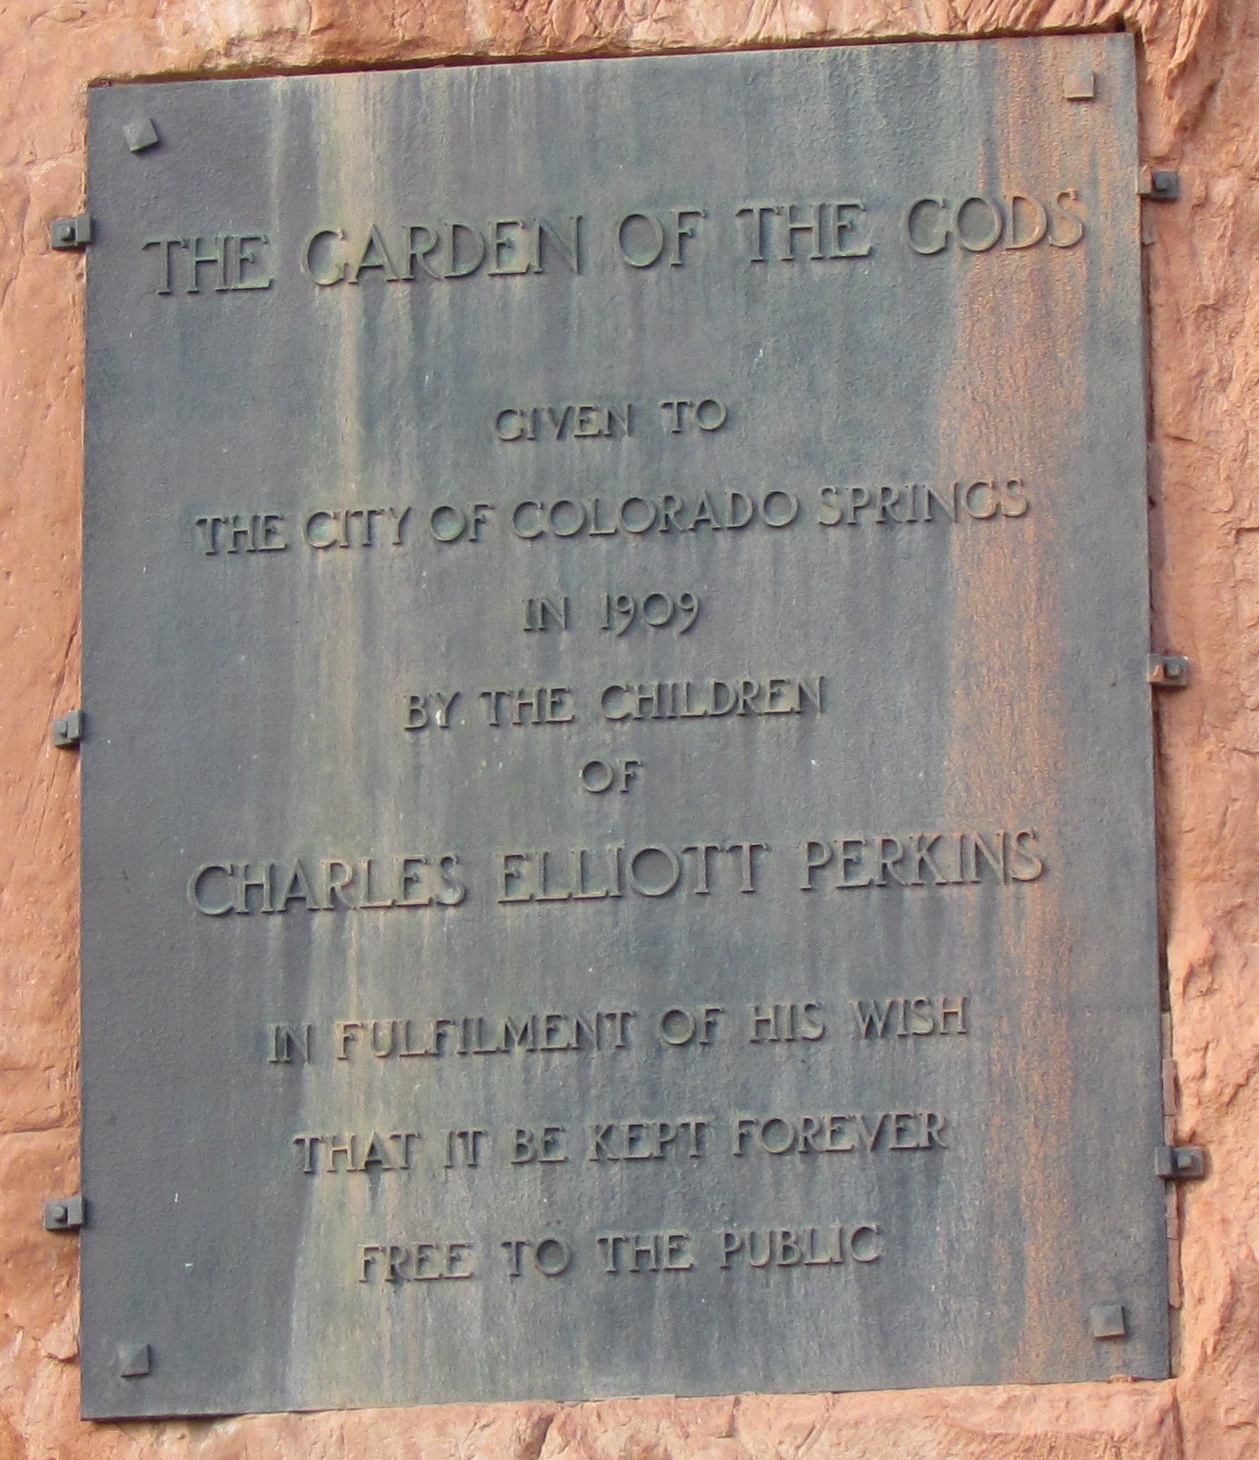 THE GARDEN OF THE GODS
GIVEN TO
THE CITY OF COLORADO SPRINGS
IN 1909
BY THE CHILDREN
OF
CHARLES ELLIOTT PERKINS
IN FULFILMENT OF HIS WISH
THAT IT BE KEPT FOREVER
FREE TO THE PUBLIC